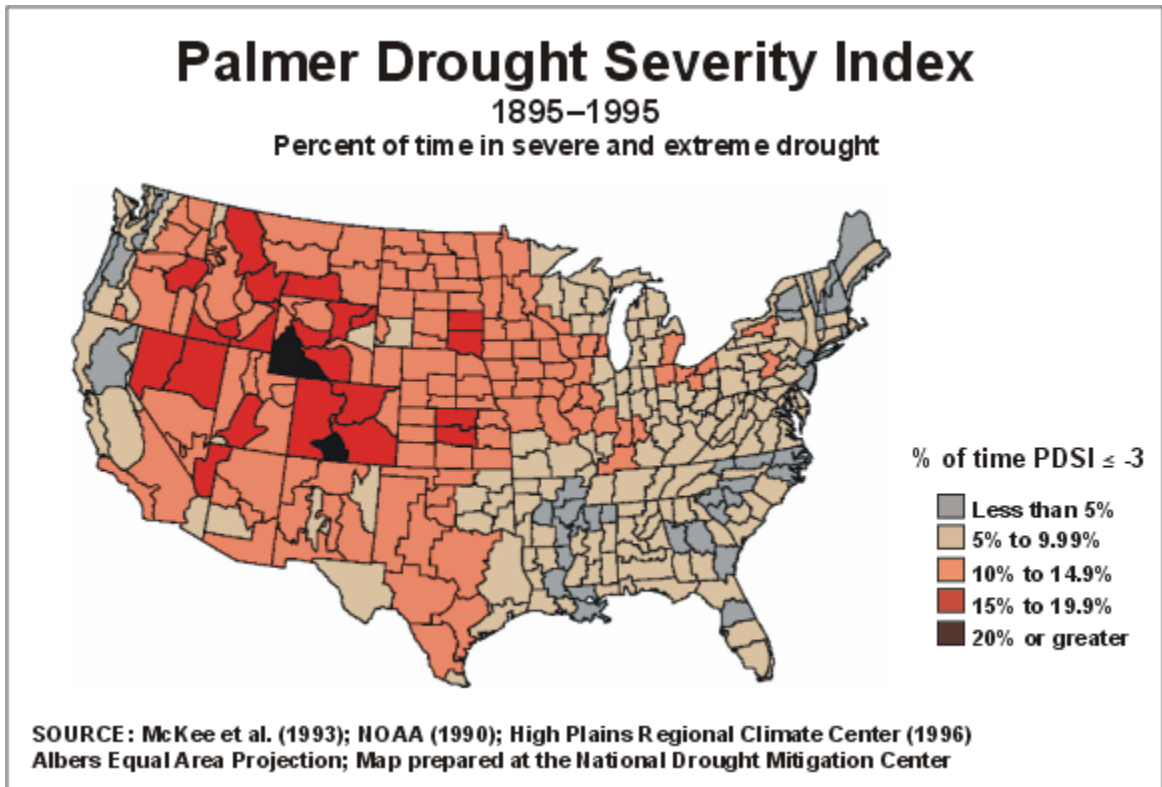 Palmer Drought Severity Index
1895–1995
Percent of time in severe and extreme drought
% of time PDSI ≤ -3
Less than 5%
5% to 9.99%
10% to 14.9%
15% to 19.9%
20% or greater
SOURCE: McKee et al. (1993); NOAA (1990); High Plains Regional Climate Center (1996)
Albers Equal Area Projection; Map prepared at the National Drought Mitigation Center